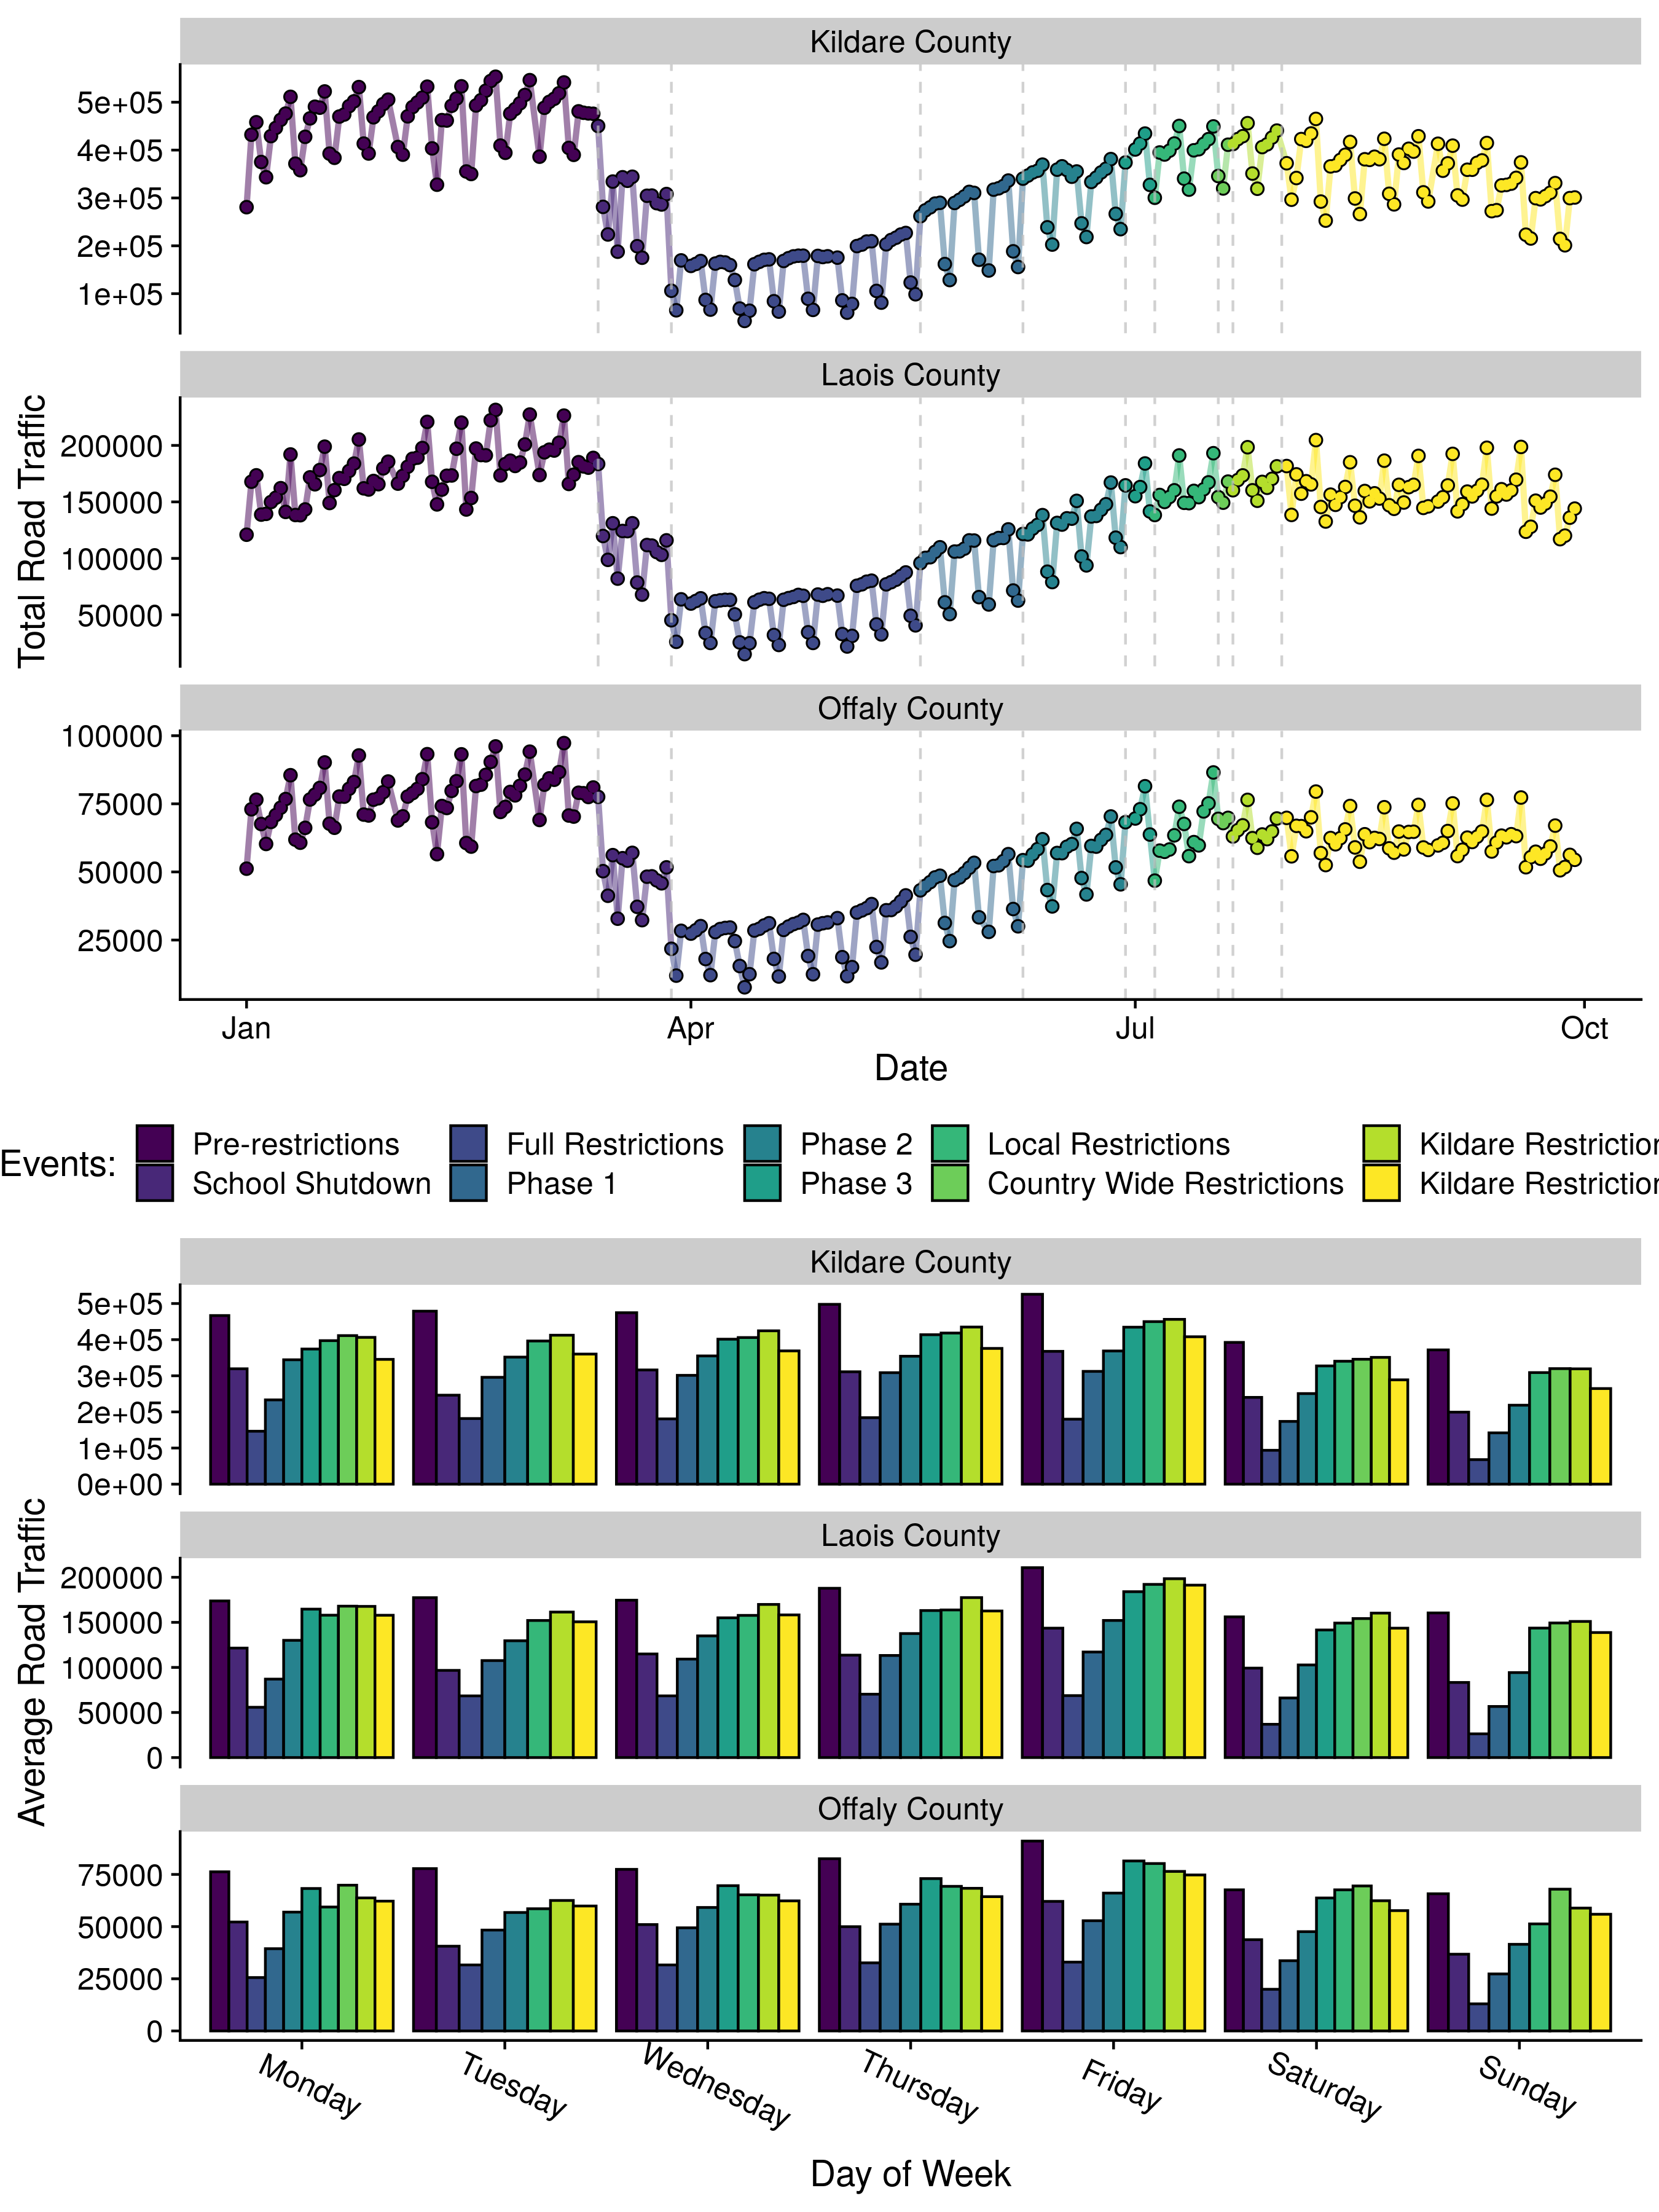 Kildare County
5e+05
4e+05
3e+05
2e+05
1e+05
Laois County
200000
150000
100000
50000
Offaly County
100000
75000
50000
25000
Total Road Traffic
Jan Apr Jul Oct
Date
Events:
Pre-restrictions Full Restrictions Phase 2 Local Restrictions Kildare Restriction
School Shutdown Phase 1 Phase 3 Country Wide Restrictions Kildare Restriction
Kildare County
5e+05
4e+05
3e+05
2e+05
1e+05
0e+00
Laois County
200000
150000
100000
50000
0
Offaly County
75000
50000
25000
0
Average Road Traffic
Monday Tuesday Wednesday Thursday Friday Saturday Sunday
Day of Week